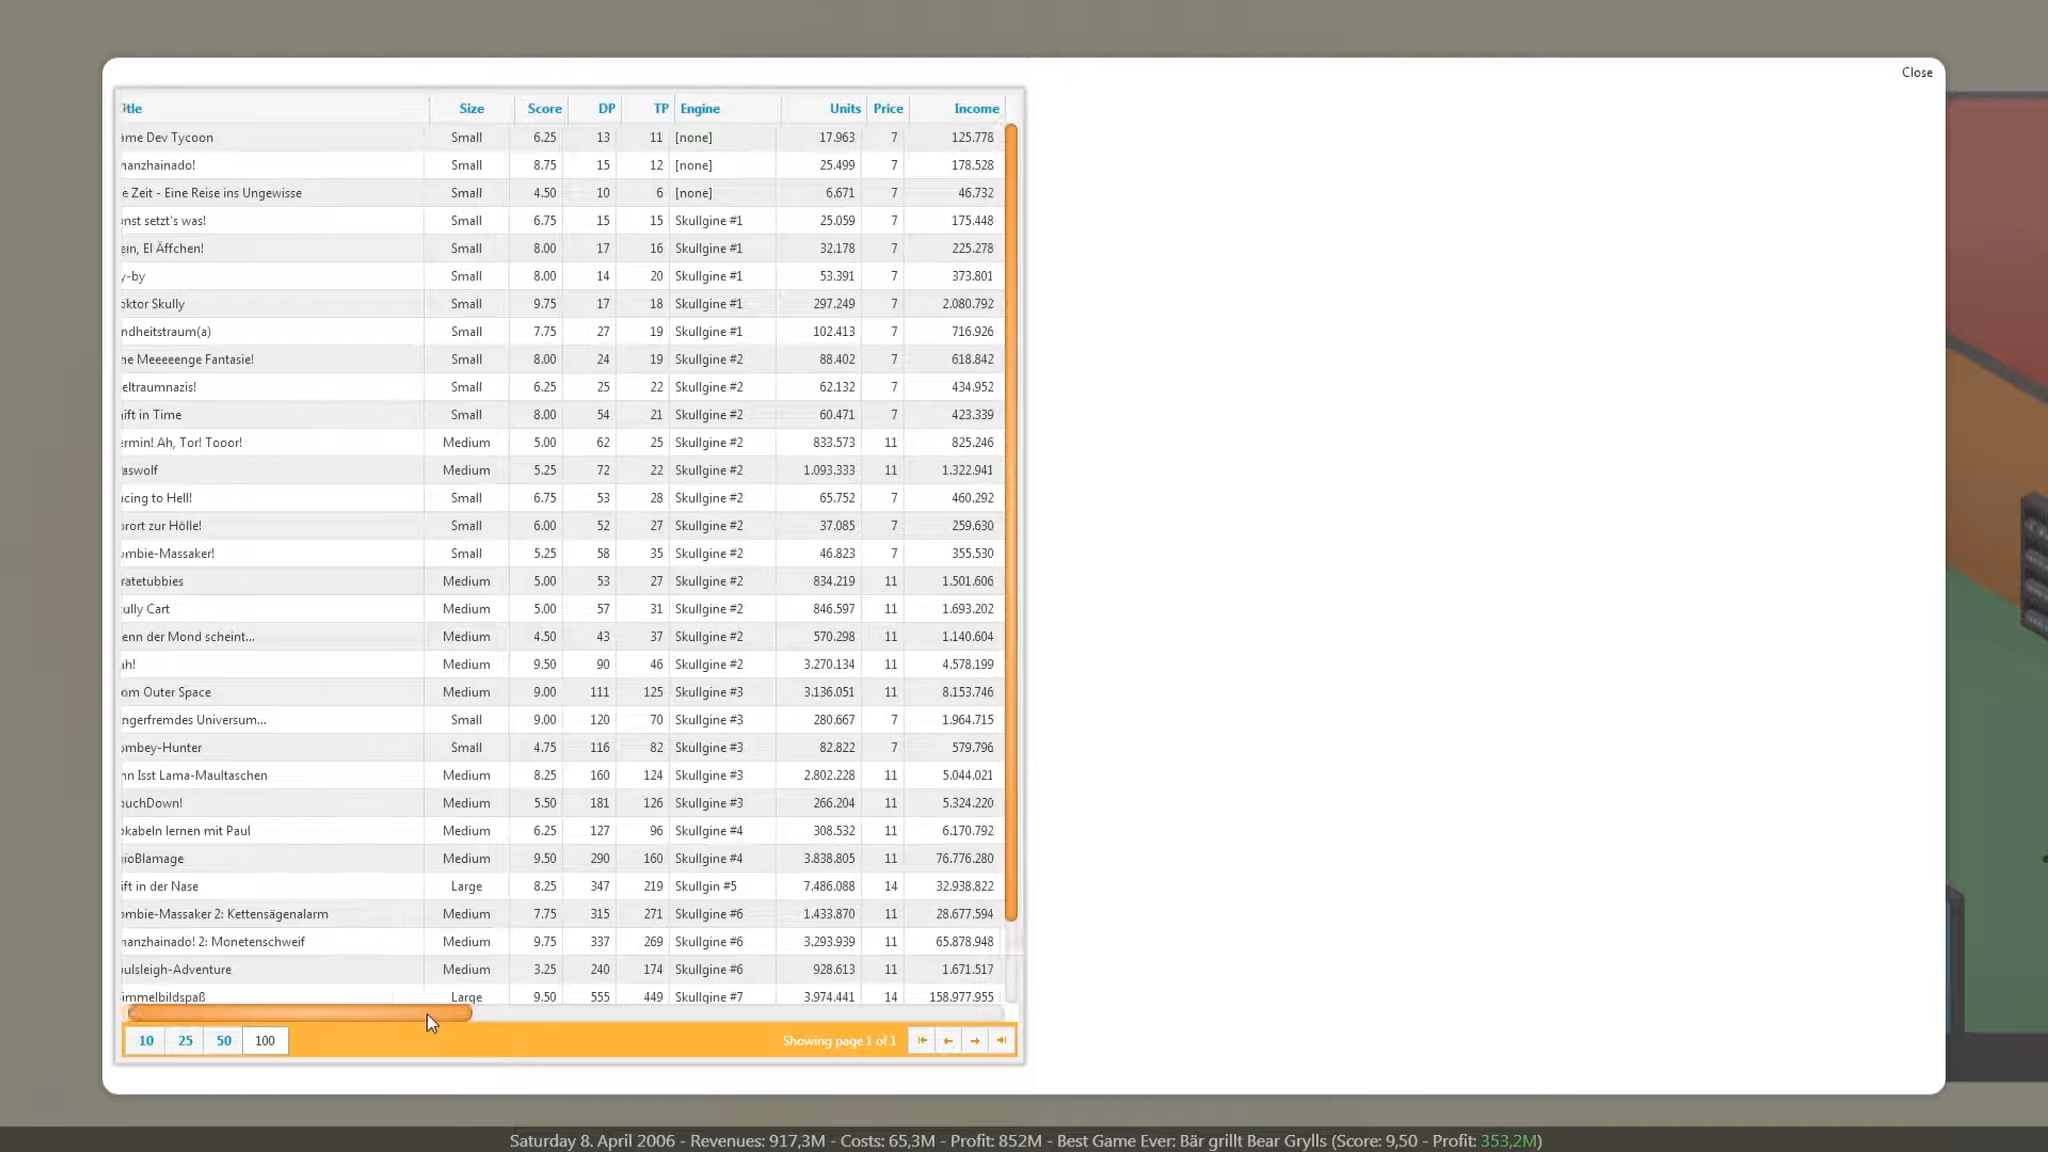 Close
itle Size Score DP TP Engine Units Price Income
ame Dev Tycoon Small 6.25 13 11 [none] 17.963 7 125.778
nanzhainado! Small 8.75 15 12 [none] 25.499 7 178.528
e Zeit - Eine Reise ins Ungewisse Small 4.50 10 6 [none] 6.671 7 46.732
onst setzt's was! Small 6.75 15 15 Skullgine #1 25.059 7 175.448
ein, El Äffchen! Small 8.00 17 16 Skullgine #1 32.178 7 225.278
y-by Small 8.00 14 20 Skullgine #1 53.391 7 373.801
oktor Skully Small 9.75 17 18 Skullgine #1 297.249 7 2.080.792
ndheitstraum(a) Small 7.75 27 19 Skullgine #1 102.413 7 716.926
ne Meeeeenge Fantasie! Small 8.00 24 19 Skullgine #2 88.402 7 618.842
eltraumnazis! Small 6.25 25 22 Skullgine #2 62.132 7 434.952
hift in Time Small 8.00 54 21 Skullgine #2 60.471 7 423.339
ermin! Ah, Tor! Tooor! Medium 5.00 62 25 Skullgine #2 833.573 11 825.246
aswolf Medium 5.25 72 22 Skullgine #2 1.093.333 11 1.322.941
acing to Hell! Small 6.75 53 28 Skullgine #2 65.752 7 460.292
orort zur Hölle! Small 6.00 52 27 Skullgine #2 37.085 7 259.630
ombie-Massaker! Small 5.25 58 35 Skullgine #2 46.823 7 355.530
ratetubbies Medium 5.00 53 27 Skullgine #2 834.219 11 1.501.606
cully Cart Medium 5.00 57 31 Skullgine #2 846.597 11 1.693.202
enn der Mond scheint... Medium 4.50 43 37 Skullgine #2 570.298 11 1.140.604
ah! Medium 9.50 90 46 Skullgine #2 3.270.134 11 4.578.199
om Outer Space Medium 9.00 111 125 Skullgine #3 3.136.051 11 8.153.746
ngerfremdes Universum... Small 9.00 120 70 Skullgine #3 280.667 7 1.964.715
ombey-Hunter Small 4.75 116 82 Skullgine #3 82.822 7 579.796
nn Isst Lama-Maultaschen Medium 8.25 160 124 Skullgine #3 2.802.228 11 5.044.021
ouchDown! Medium 5.50 181 126 Skullgine #3 266.204 11 5.324.220
okabeln lernen mit Paul Medium 6.25 127 96 Skullgine #4 308.532 11 6.170.792
ioBlamage Medium 9.50 290 160 Skullgine #4 3.838.805 11 76.776.280
ift in der Nase Large 8.25 347 219 Skullgin #5 7.486.088 14 32.938.822
ombie-Massaker 2: Kettensägenalarm Medium 7.75 315 271 Skullgine #6 1.433.870 11 28.677.594
nanzhainado! 2: Monetenschweif Medium 9.75 337 269 Skullgine #6 3.293.939 11 65.878.948
ulsleigh-Adventure Medium 3.25 240 174 Skullgine #6 928.613 11 1.671.517
immelbildspaß Large 9.50 555 449 Skullgine #7 3.974.441 14 158.977.955
10 25 50 100 Showing page 1 of 1
Saturday 8. April 2006 - Revenues: 917,3M - Costs: 65,3M - Profit: 852M - Best Game Ever: Bär grillt Bear Grylls (Score: 9,50 - Profit: 353,2M)